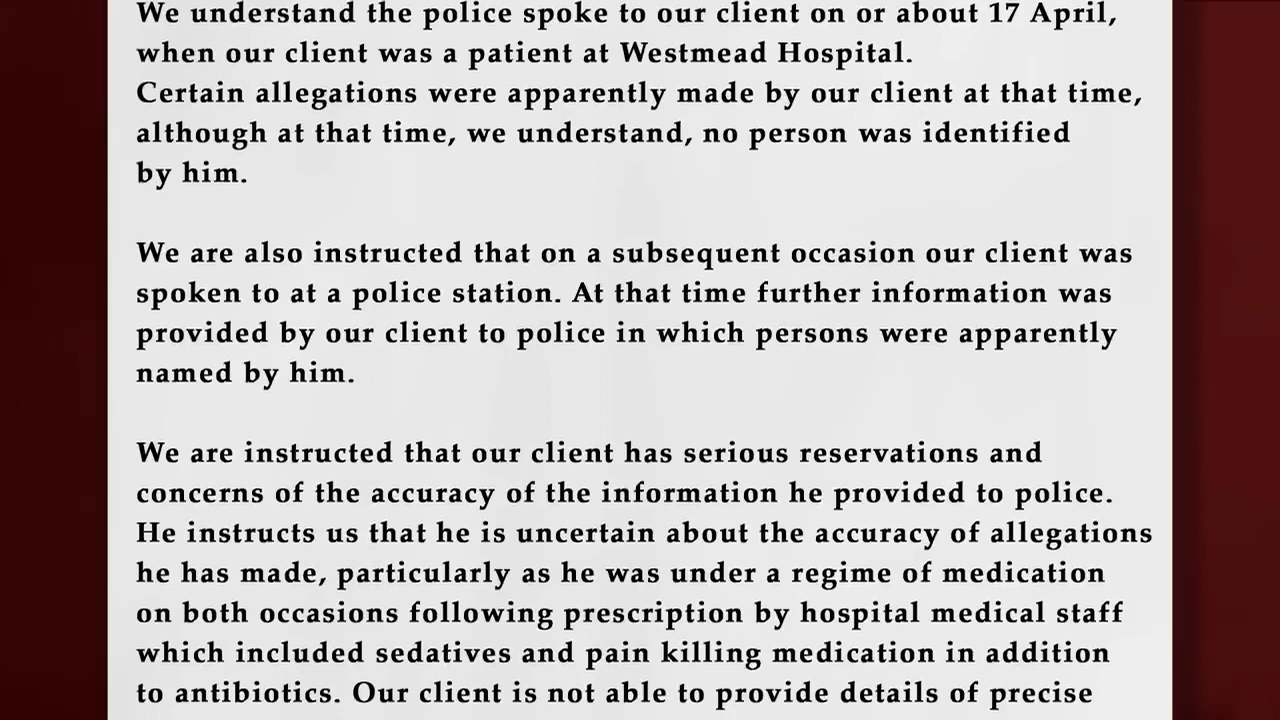 We understand the police spoke to our client on or about 17 April,
when our client was a patient at Westmead Hospital.
Certain allegations were apparently made by our client at that time,
although at that time, we understand, no person was identified
by him.
We are also instructed that on a subsequent occasion our client was
spoken to at a police station. At that time further information was
provided by our client to police in which persons were apparently
named by him.
We are instructed that our client has serious reservations and
concerns of the accuracy of the information he provided to police.
He instructs us that he is uncertain about the accuracy of allegations
he has made, particularly as he was under a regime of medication
on both occasions following prescription by hospital medical staff
which included sedatives and pain killing medication in addition
to antibiotics. Our client is not able to provide details of precise